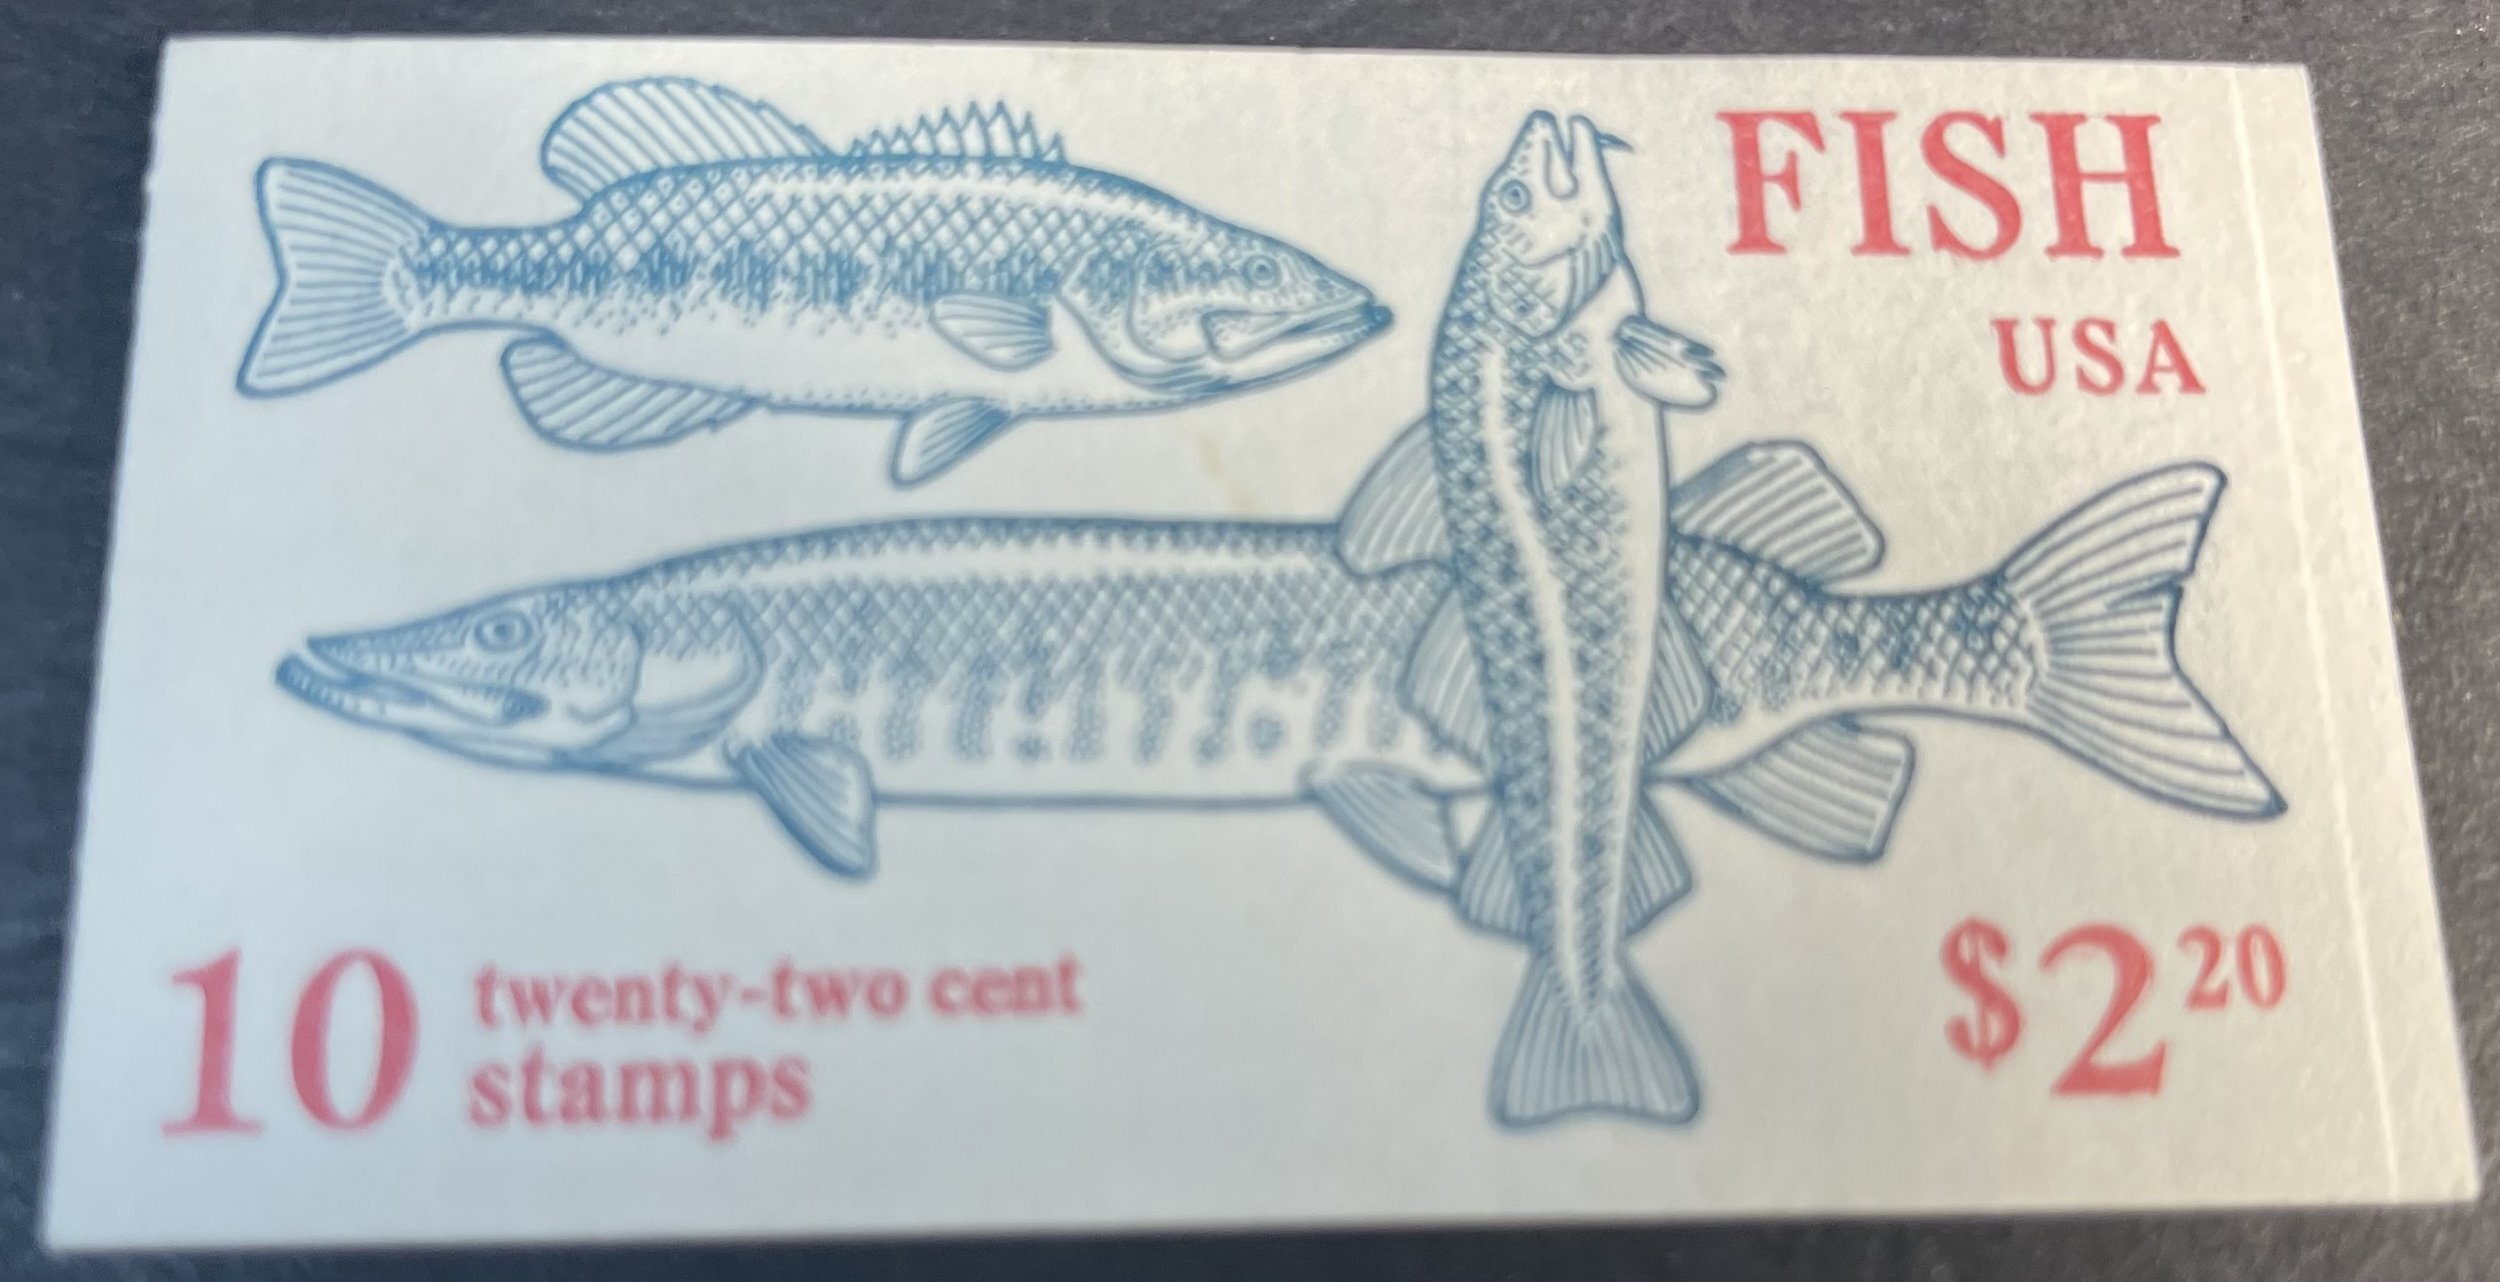 FISH
USA
10 twenty-two cent
stamps
$2 20